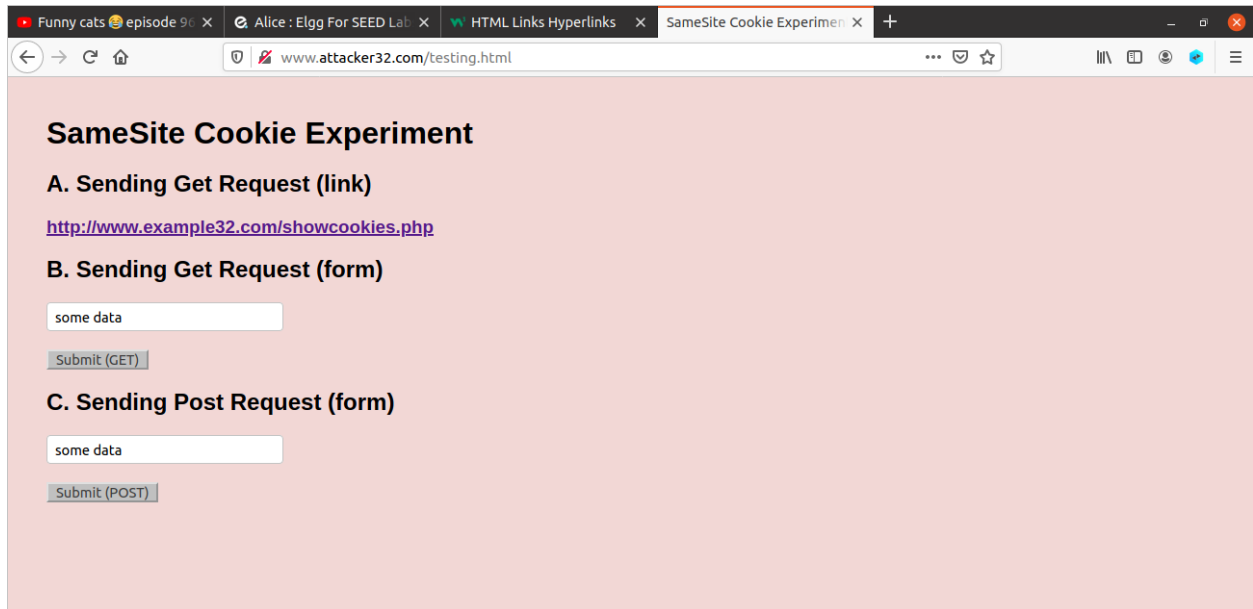 Funny cats 😂 episode 96
Alice : Elgg For SEED Lab
HTML Links Hyperlinks
SameSite Cookie Experimen
www.attacker32.com/testing.html
SameSite Cookie Experiment
A. Sending Get Request (link)
http://www.example32.com/showcookies.php
B. Sending Get Request (form)
some data
Submit (GET)
C. Sending Post Request (form)
some data
Submit (POST)